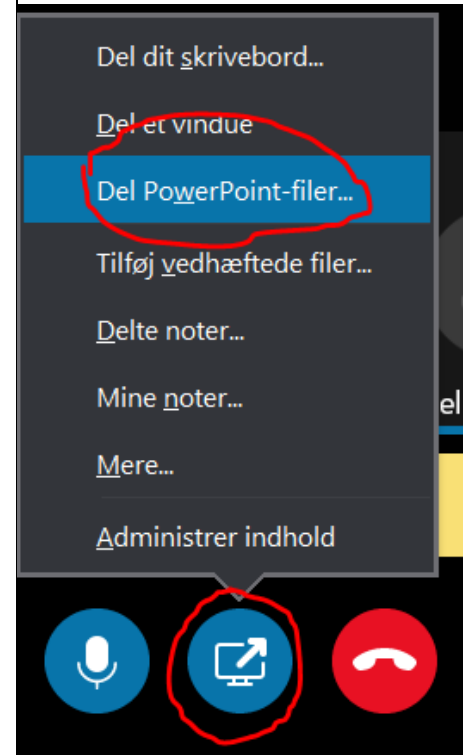 Del dit skrivebord...
Del et vindue
Del PowerPoint-filer...
Tilføj vedhæftede filer...
Delte noter...
Mine noter...
el
Mere...
Administrer indhold